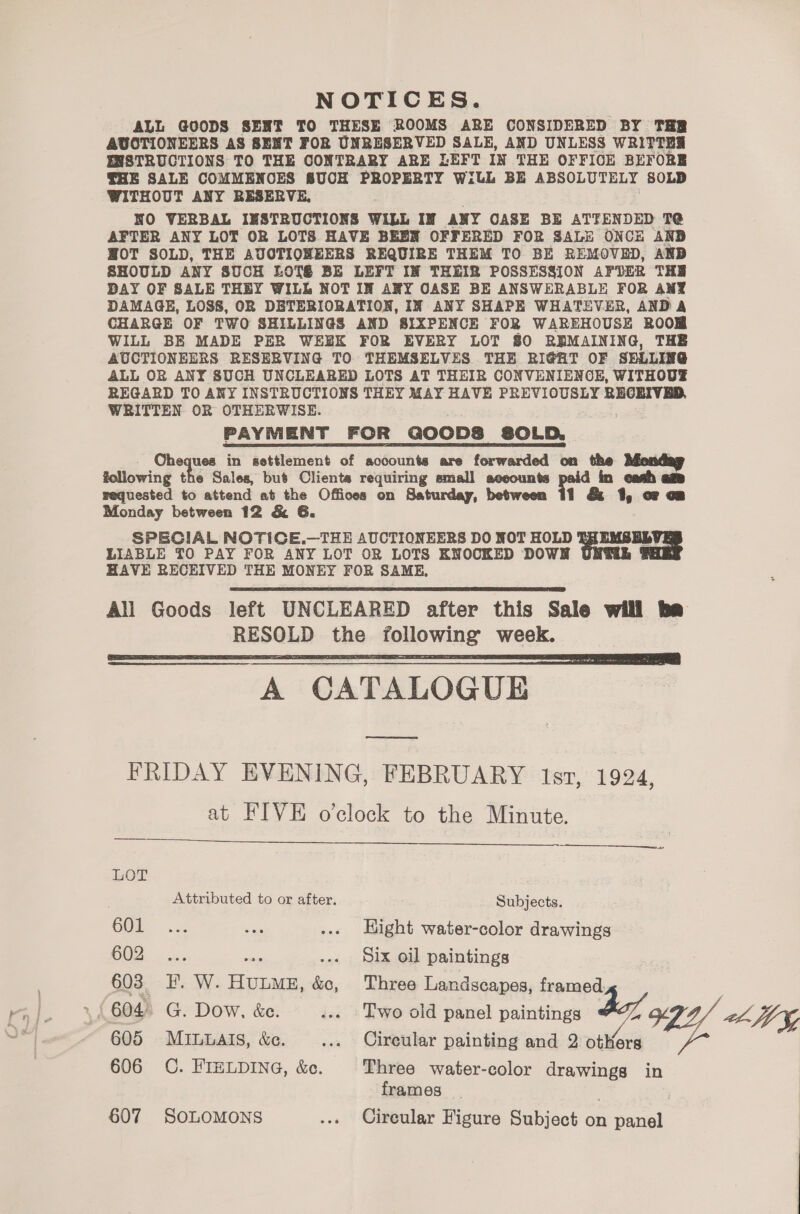 NOTICES.
ALL GOODS SENT TO THESE ROOMS ARE CONSIDERED BY THE
AUCTIONEERS AS SENT FOR UNRESERVED SALE, AND UNLESS WRITTEN
INSTRUCTIONS TO THE CONTRARY ARE LEFT IN THE OFFICE BEFORE
THE SALE COMMENCES SUCH PROPERTY WILL BE ABSOLUTELY SOLD
WITHOUT ANY RESERVE.
NO VERBAL INSTRUCTIONS WILL IN ANY CASE BE ATTENDED TO
AFTER ANY LOT OR LOTS HAVE BEEN OFFERED FOR SALE ONCE AND
NOT SOLD, THE AUCTIONEERS REQUIRE THEM TO BE REMOVED, AND
SHOULD ANY SUCH LOTS BE LEFT IN THEIR POSSESSION AFTER THE
DAY OF SALE THEY WILL NOT IN ANY CASE BE ANSWERABLE FOR ANY
DAMAGE, LOSS, OR DETERIORATION, IN ANY SHAPE WHATEVER, AND A
CHARGE OF TWO SHILLINGS AND SIXPENCE FOR WAREHOUSE ROOM
WILL BE MADE PER WEEK FOR EVERY LOT SO REMAINING, THE
AUCTIONEERS RESERVING TO THEMSELVES THE RIGHT OF SELLING
ALL OR ANY SUCH UNCLEARED LOTS AT THEIR CONVENIENCE, WITHOUT
REGARD TO ANY INSTRUCTIONS THEY MAY HAVE PREVIOUSLY RECEIVED,
WRITTEN OR OTHERWISE.
PAYMENT FOR GOODS SOLD.
Cheques in settlement of accounts are forwarded on the Monday
following the Sales, but Clients requiring small accounts paid in cash are
requested to attend at the Offices on Saturday, between 11 & 1, or on
Monday between 12 & 6.
SPECIAL NOTICE.—THE AUCTIONEERS DO NOT HOLD THEMSELVES
LIABLE TO PAY FOR ANY LOT OR LOTS KNOCKED DOWN UNTIL THEY
HAVE RECEIVED THE MONEY FOR SAME.
All Goods left UNCLEARED after this Sale will be
RESOLD the following week.
A CATALOGUE
FRIDAY EVENING, FEBRUARY 1ST, 1924,
at FIVE o'clock to the Minute.
LOT
Attributed to or after. Subjects.
601 ... ... ... Eight water-color drawings
602 ... ... ... Six oil paintings
603 F. W. HULME, &c, Three Landscapes, framed
604 G. DOW, &c. ... Two old panel paintings
605 MILLAIS, &c. ... Circular painting and 2 others
606 C. FIELDING, &c. Three water-color drawings in
frames
607 SOLOMONS ... Circular Figure Subject on panel